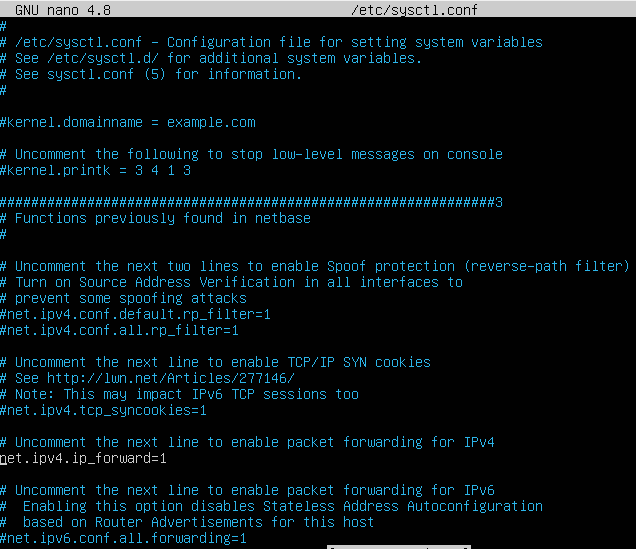 GNU nano 4.8 /etc/sysctl.conf
#
# /etc/sysctl.conf - Configuration file for setting system variables
# See /etc/sysctl.d/ for additional system variables.
# See sysctl.conf (5) for information.
#
#kernel.domainname = example.com
# Uncomment the following to stop low-level messages on console
#kernel.printk = 3 4 1 3
##############################################################3
# Functions previously found in netbase
#
# Uncomment the next two lines to enable Spoof protection (reverse-path filter)
# Turn on Source Address Verification in all interfaces to
# prevent some spoofing attacks
#net.ipv4.conf.default.rp_filter=1
#net.ipv4.conf.all.rp_filter=1
# Uncomment the next line to enable TCP/IP SYN cookies
# See http://lwn.net/Articles/277146/
# Note: This may impact IPv6 TCP sessions too
#net.ipv4.tcp_syncookies=1
# Uncomment the next line to enable packet forwarding for IPv4
net.ipv4.ip_forward=1
# Uncomment the next line to enable packet forwarding for IPv6
#  Enabling this option disables Stateless Address Autoconfiguration
#  based on Router Advertisements for this host
#net.ipv6.conf.all.forwarding=1